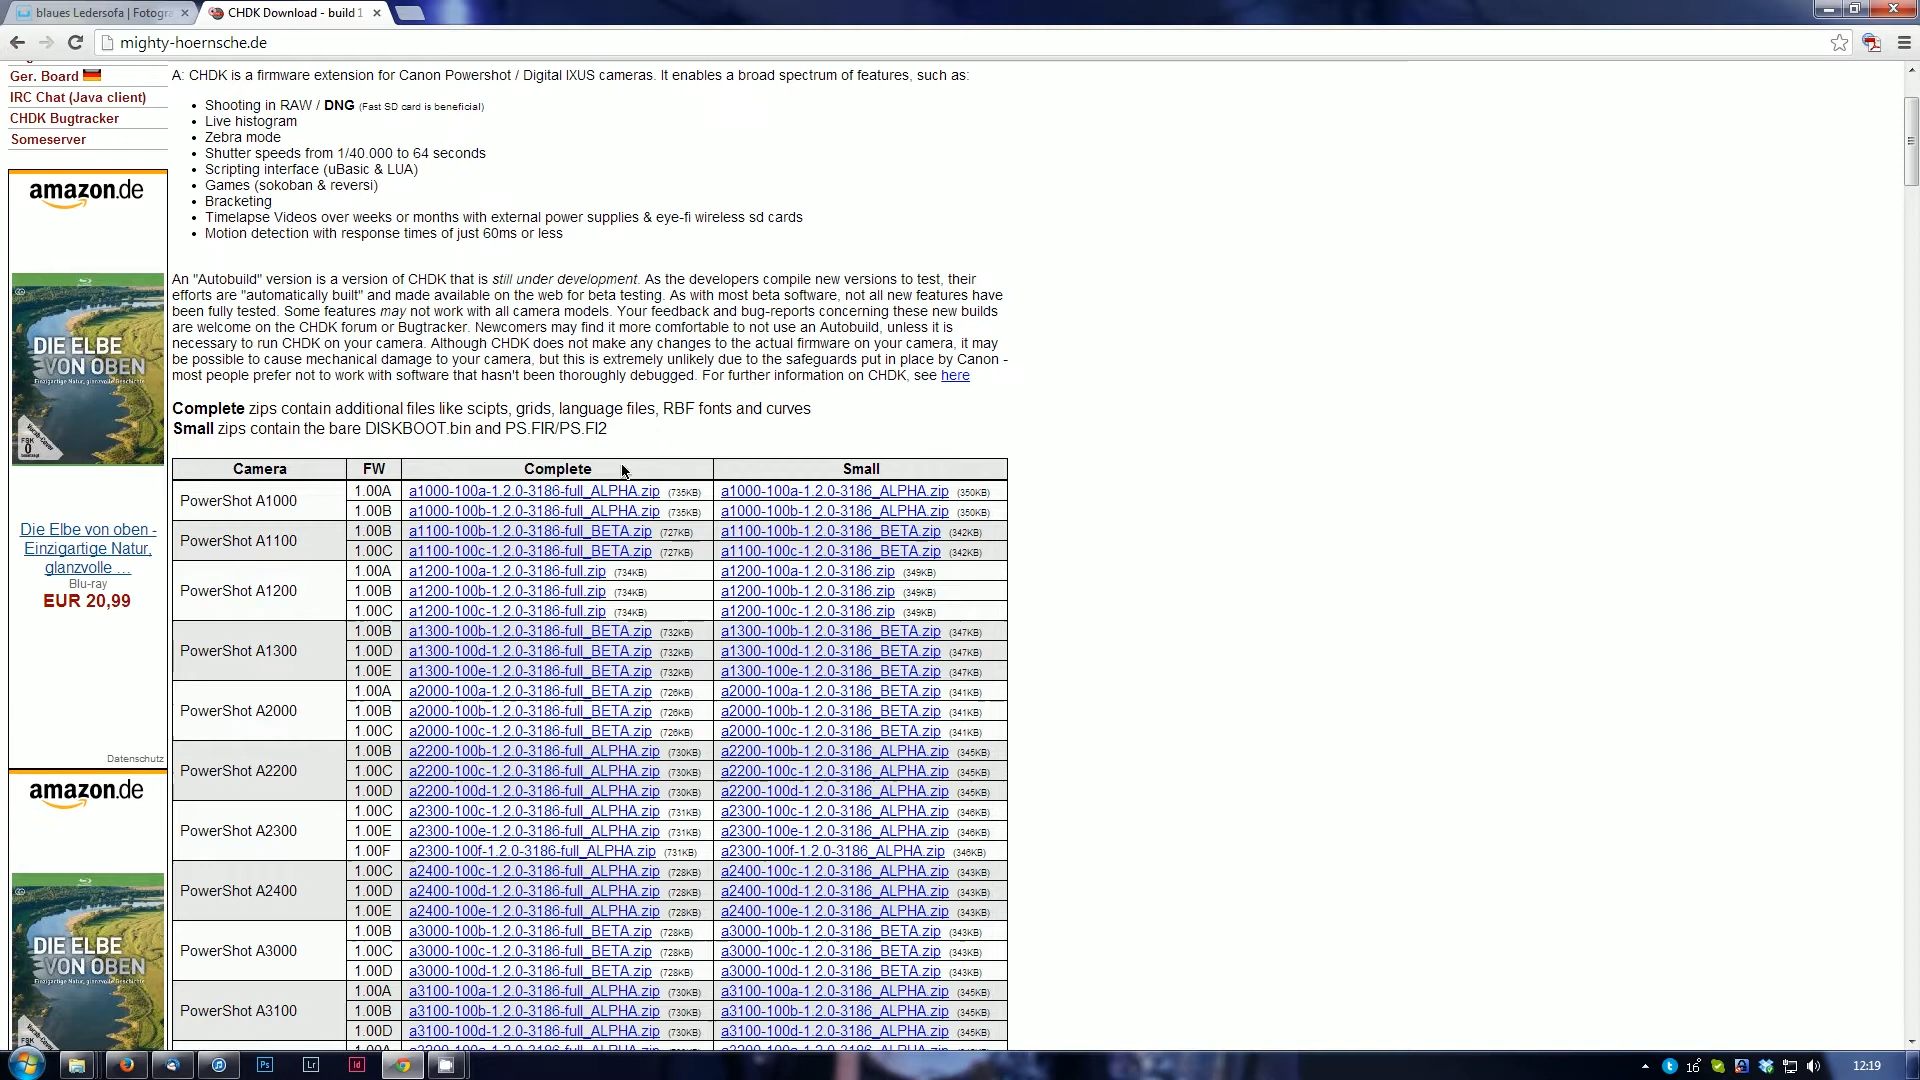 blaues Ledersofa | Fotogra
CHDK Download - build 1
mighty-hoernsche.de
Ger. Board
IRC Chat (Java client)
CHDK Bugtracker
Someserver
amazon.de
DIE ELBE
VON OBEN
Die Elbe von oben -
Einzigartige Natur,
glanzvolle …
Blu-ray
EUR 20,99
Datenschutz
amazon.de
DIE ELBE
VON OBEN
A: CHDK is a firmware extension for Canon Powershot / Digital IXUS cameras. It enables a broad spectrum of features, such as:
• Shooting in RAW / DNG (Fast SD card is beneficial)
• Live histogram
• Zebra mode
• Shutter speeds from 1/40.000 to 64 seconds
• Scripting interface (uBasic & LUA)
• Games (sokoban & reversi)
• Bracketing
• Timelapse Videos over weeks or months with external power supplies & eye-fi wireless sd cards
• Motion detection with response times of just 60ms or less
An "Autobuild" version is a version of CHDK that is still under development. As the developers compile new versions to test, their
efforts are "automatically built" and made available on the web for beta testing. As with most beta software, not all new features have
been fully tested. Some features may not work with all camera models. Your feedback and bug-reports concerning these new builds
are welcome on the CHDK forum or Bugtracker. Newcomers may find it more comfortable to not use an Autobuild, unless it is
necessary to run CHDK on your camera. Although CHDK does not make any changes to the actual firmware on your camera, it may
be possible to cause mechanical damage to your camera, but this is extremely unlikely due to the safeguards put in place by Canon -
most people prefer not to work with software that hasn't been thoroughly debugged. For further information on CHDK, see here
Complete zips contain additional files like scipts, grids, language files, RBF fonts and curves
Small zips contain the bare DISKBOOT.bin and PS.FIR/PS.FI2
Camera FW Complete Small
PowerShot A1000
1.00A a1000-100a-1.2.0-3186-full_ALPHA.zip (735KB) a1000-100a-1.2.0-3186_ALPHA.zip (350KB)
1.00B a1000-100b-1.2.0-3186-full_ALPHA.zip (735KB) a1000-100b-1.2.0-3186_ALPHA.zip (350KB)
PowerShot A1100
1.00B a1100-100b-1.2.0-3186-full_BETA.zip (727KB) a1100-100b-1.2.0-3186_BETA.zip (342KB)
1.00C a1100-100c-1.2.0-3186-full_BETA.zip (727KB) a1100-100c-1.2.0-3186_BETA.zip (342KB)
PowerShot A1200
1.00A a1200-100a-1.2.0-3186-full.zip (734KB) a1200-100a-1.2.0-3186.zip (349KB)
1.00B a1200-100b-1.2.0-3186-full.zip (734KB) a1200-100b-1.2.0-3186.zip (349KB)
1.00C a1200-100c-1.2.0-3186-full.zip (734KB) a1200-100c-1.2.0-3186.zip (349KB)
PowerShot A1300
1.00B a1300-100b-1.2.0-3186-full_BETA.zip (732KB) a1300-100b-1.2.0-3186_BETA.zip (347KB)
1.00D a1300-100d-1.2.0-3186-full_BETA.zip (732KB) a1300-100d-1.2.0-3186_BETA.zip (347KB)
1.00E a1300-100e-1.2.0-3186-full_BETA.zip (732KB) a1300-100e-1.2.0-3186_BETA.zip (347KB)
PowerShot A2000
1.00A a2000-100a-1.2.0-3186-full_BETA.zip (726KB) a2000-100a-1.2.0-3186_BETA.zip (341KB)
1.00B a2000-100b-1.2.0-3186-full_BETA.zip (726KB) a2000-100b-1.2.0-3186_BETA.zip (341KB)
1.00C a2000-100c-1.2.0-3186-full_BETA.zip (726KB) a2000-100c-1.2.0-3186_BETA.zip (341KB)
PowerShot A2200
1.00B a2200-100b-1.2.0-3186-full_ALPHA.zip (730KB) a2200-100b-1.2.0-3186_ALPHA.zip (345KB)
1.00C a2200-100c-1.2.0-3186-full_ALPHA.zip (730KB) a2200-100c-1.2.0-3186_ALPHA.zip (345KB)
1.00D a2200-100d-1.2.0-3186-full_ALPHA.zip (730KB) a2200-100d-1.2.0-3186_ALPHA.zip (345KB)
PowerShot A2300
1.00C a2300-100c-1.2.0-3186-full_ALPHA.zip (731KB) a2300-100c-1.2.0-3186_ALPHA.zip (346KB)
1.00E a2300-100e-1.2.0-3186-full_ALPHA.zip (731KB) a2300-100e-1.2.0-3186_ALPHA.zip (346KB)
1.00F a2300-100f-1.2.0-3186-full_ALPHA.zip (731KB) a2300-100f-1.2.0-3186_ALPHA.zip (346KB)
PowerShot A2400
1.00C a2400-100c-1.2.0-3186-full_ALPHA.zip (728KB) a2400-100c-1.2.0-3186_ALPHA.zip (343KB)
1.00D a2400-100d-1.2.0-3186-full_ALPHA.zip (728KB) a2400-100d-1.2.0-3186_ALPHA.zip (343KB)
1.00E a2400-100e-1.2.0-3186-full_ALPHA.zip (728KB) a2400-100e-1.2.0-3186_ALPHA.zip (343KB)
PowerShot A3000
1.00B a3000-100b-1.2.0-3186-full_BETA.zip (728KB) a3000-100b-1.2.0-3186_BETA.zip (343KB)
1.00C a3000-100c-1.2.0-3186-full_BETA.zip (728KB) a3000-100c-1.2.0-3186_BETA.zip (343KB)
1.00D a3000-100d-1.2.0-3186-full_BETA.zip (728KB) a3000-100d-1.2.0-3186_BETA.zip (343KB)
PowerShot A3100
1.00A a3100-100a-1.2.0-3186-full_ALPHA.zip (730KB) a3100-100a-1.2.0-3186_ALPHA.zip (345KB)
1.00B a3100-100b-1.2.0-3186-full_ALPHA.zip (730KB) a3100-100b-1.2.0-3186_ALPHA.zip (345KB)
1.00D a3100-100d-1.2.0-3186-full_ALPHA.zip (730KB) a3100-100d-1.2.0-3186_ALPHA.zip (345KB)
Ps Lr Id
16°
12:19